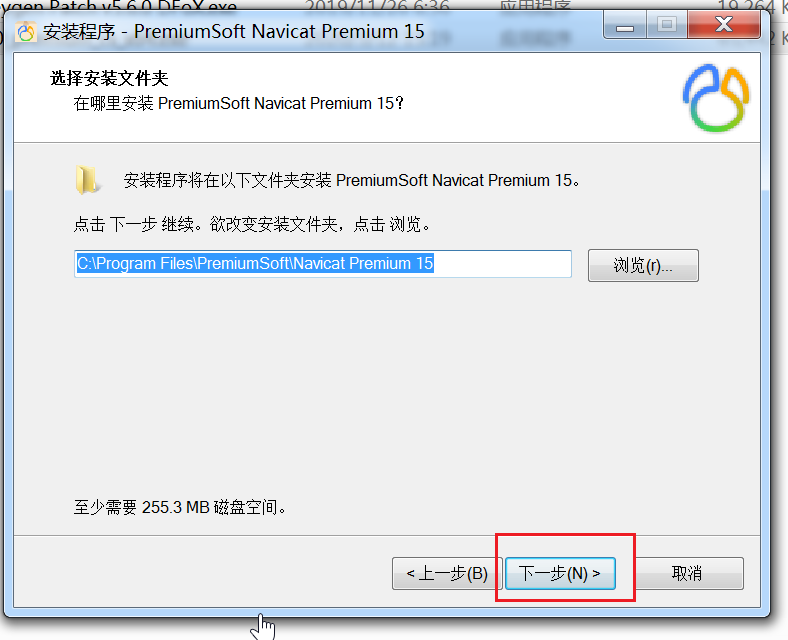 ygen Patch v5.6.0 DFoX.exe 2019/11/26 6:36 应用程序 19,264 K
安装程序 - PremiumSoft Navicat Premium 15
选择安装文件夹
在哪里安装 PremiumSoft Navicat Premium 15?
安装程序将在以下文件夹安装 PremiumSoft Navicat Premium 15。
点击 下一步 继续。欲改变安装文件夹，点击 浏览。
C:\Program Files\PremiumSoft\Navicat Premium 15
浏览(r)...
至少需要 255.3 MB 磁盘空间。
< 上一步(B)
下一步(N) >
取消